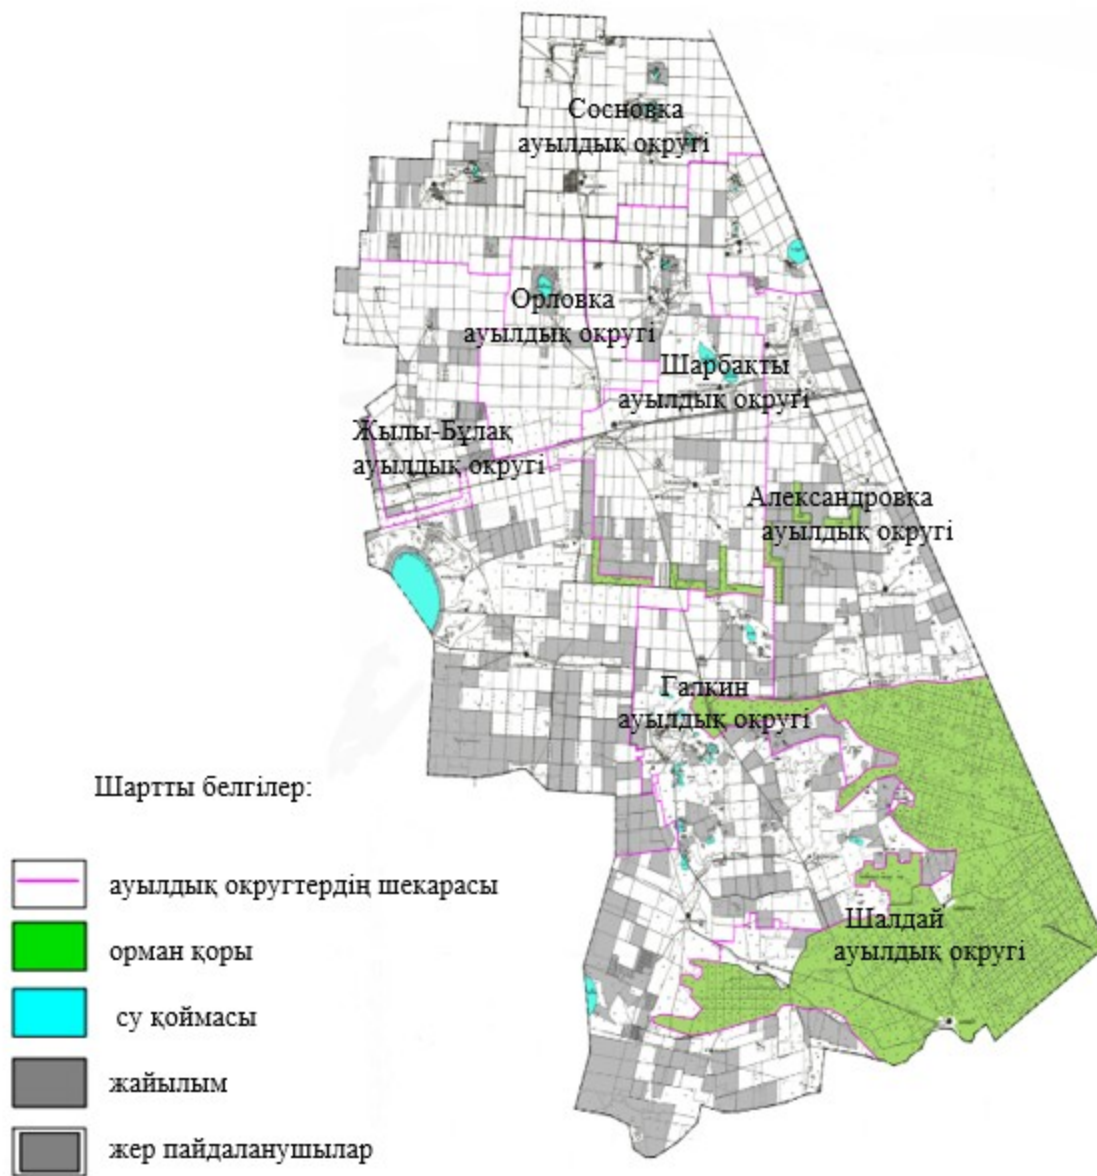 Сосновка
ауылдық округі
Орловка
ауылдық округі
Шарбақты
ауылдық округі
Жылы-Бұлақ
ауылдық округі
Александровка
ауылдық округі
Галкин
ауылдық округі
Шалдай
ауылдық округі
Шартты белгілер:
ауылдық округтердің шекарасы
орман қоры
су қоймасы
жайылым
жер пайдаланушылар